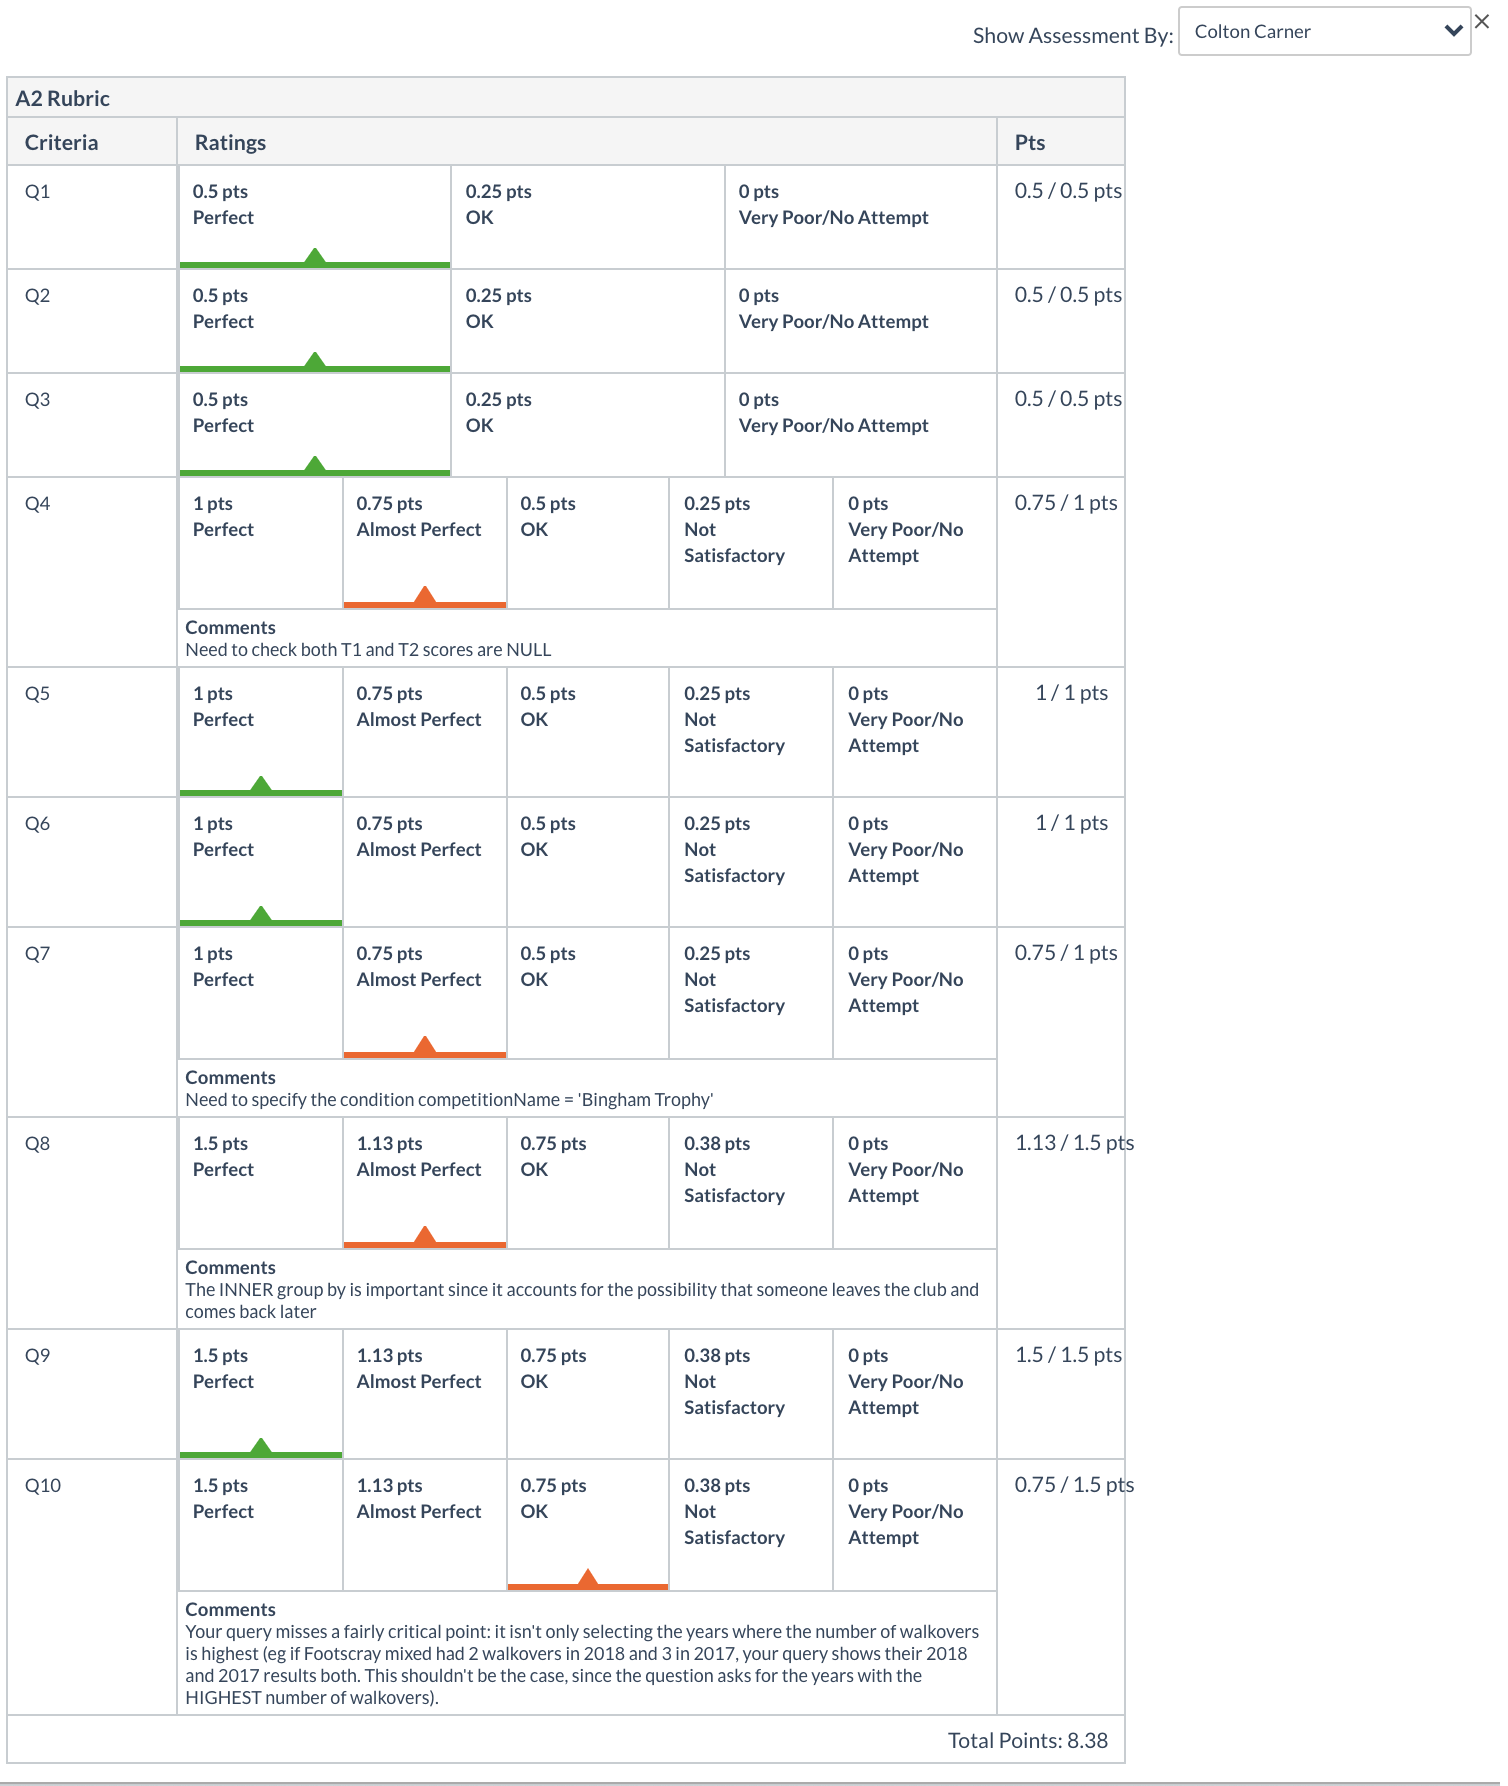 Show Assessment By: Colton Carner
A2 Rubric
Criteria Ratings Pts
Q1 0.5 pts 0.25 pts 0 pts 0.5 / 0.5 pts
Perfect OK Very Poor/No Attempt
Q2 0.5 pts 0.25 pts 0 pts 0.5 / 0.5 pts
Perfect OK Very Poor/No Attempt
Q3 0.5 pts 0.25 pts 0 pts 0.5 / 0.5 pts
Perfect OK Very Poor/No Attempt
Q4 1 pts 0.75 pts 0.5 pts 0.25 pts 0 pts 0.75 / 1 pts
Perfect Almost Perfect OK Not Very Poor/No
Satisfactory Attempt
Comments
Need to check both T1 and T2 scores are NULL
Q5 1 pts 0.75 pts 0.5 pts 0.25 pts 0 pts 1 / 1 pts
Perfect Almost Perfect OK Not Very Poor/No
Satisfactory Attempt
Q6 1 pts 0.75 pts 0.5 pts 0.25 pts 0 pts 1 / 1 pts
Perfect Almost Perfect OK Not Very Poor/No
Satisfactory Attempt
Q7 1 pts 0.75 pts 0.5 pts 0.25 pts 0 pts 0.75 / 1 pts
Perfect Almost Perfect OK Not Very Poor/No
Satisfactory Attempt
Comments
Need to specify the condition competitionName = 'Bingham Trophy'
Q8 1.5 pts 1.13 pts 0.75 pts 0.38 pts 0 pts 1.13 / 1.5 pts
Perfect Almost Perfect OK Not Very Poor/No
Satisfactory Attempt
Comments
The INNER group by is important since it accounts for the possibility that someone leaves the club and
comes back later
Q9 1.5 pts 1.13 pts 0.75 pts 0.38 pts 0 pts 1.5 / 1.5 pts
Perfect Almost Perfect OK Not Very Poor/No
Satisfactory Attempt
Q10 1.5 pts 1.13 pts 0.75 pts 0.38 pts 0 pts 0.75 / 1.5 pts
Perfect Almost Perfect OK Not Very Poor/No
Satisfactory Attempt
Comments
Your query misses a fairly critical point: it isn't only selecting the years where the number of walkovers
is highest (eg if Footscray mixed had 2 walkovers in 2018 and 3 in 2017, your query shows their 2018
and 2017 results both. This shouldn't be the case, since the question asks for the years with the
HIGHEST number of walkovers).
Total Points: 8.38